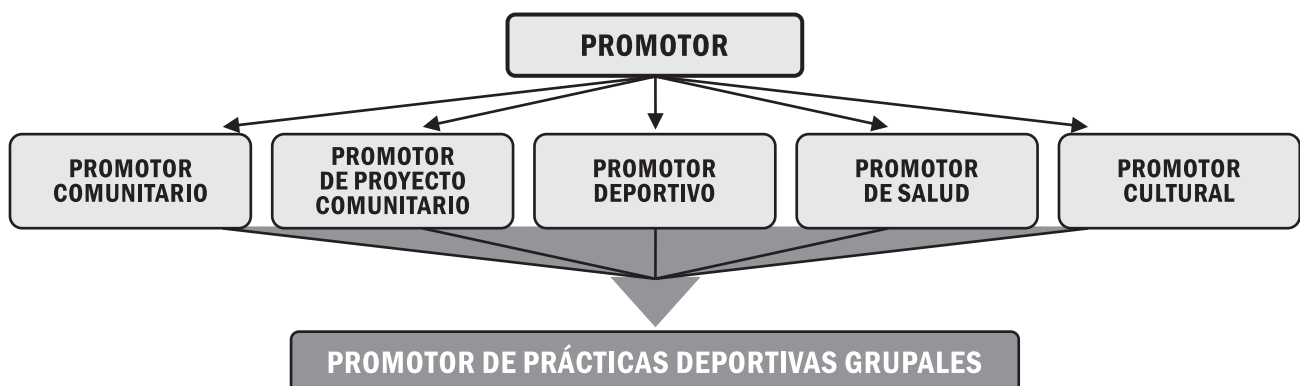 PROMOTOR
PROMOTOR
COMUNITARIO
PROMOTOR
DE PROYECTO
COMUNITARIO
PROMOTOR
DEPORTIVO
PROMOTOR
DE SALUD
PROMOTOR
CULTURAL
PROMOTOR DE PRÁCTICAS DEPORTIVAS GRUPALES